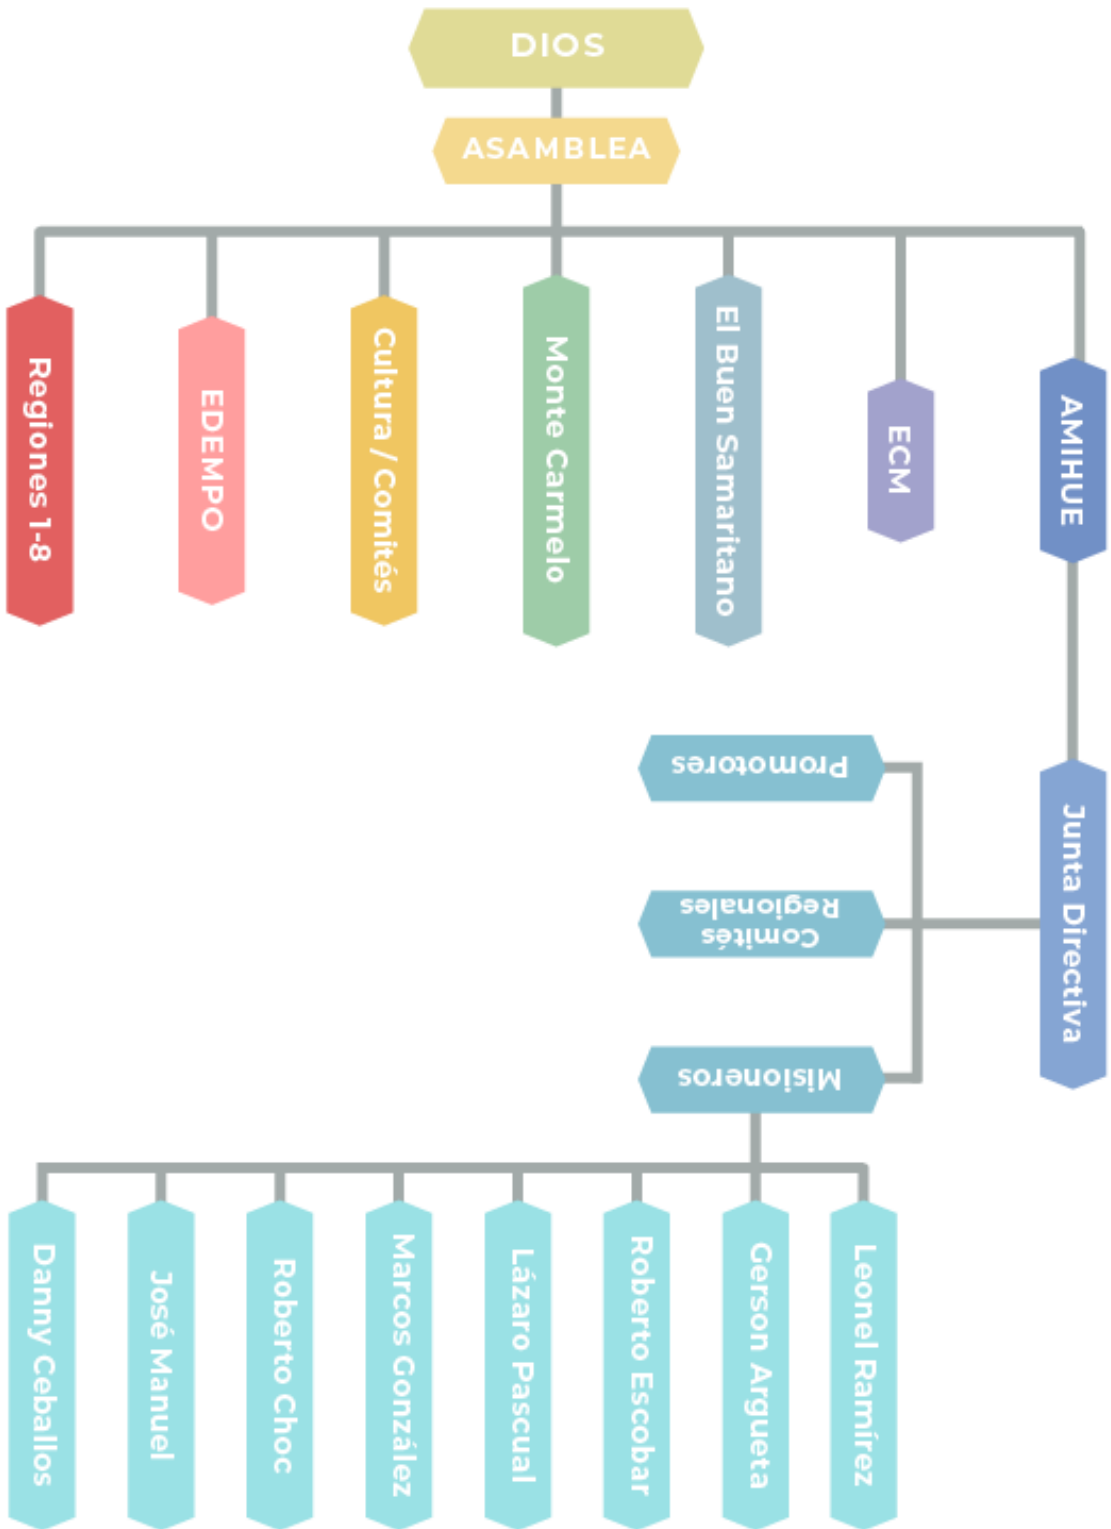 DIOS
ASAMBLEA
Regiones 1-8
EDEMPO
Cultura / Comités
Monte Carmelo
El Buen Samaritano
ECM
AMIHUE
Junta Directiva
Promotores
Comités
Regionales
Misioneros
Danny Ceballos
José Manuel
Roberto Choc
Marcos González
Lázaro Pascual
Roberto Escobar
Gerson Argueta
Leonel Ramírez